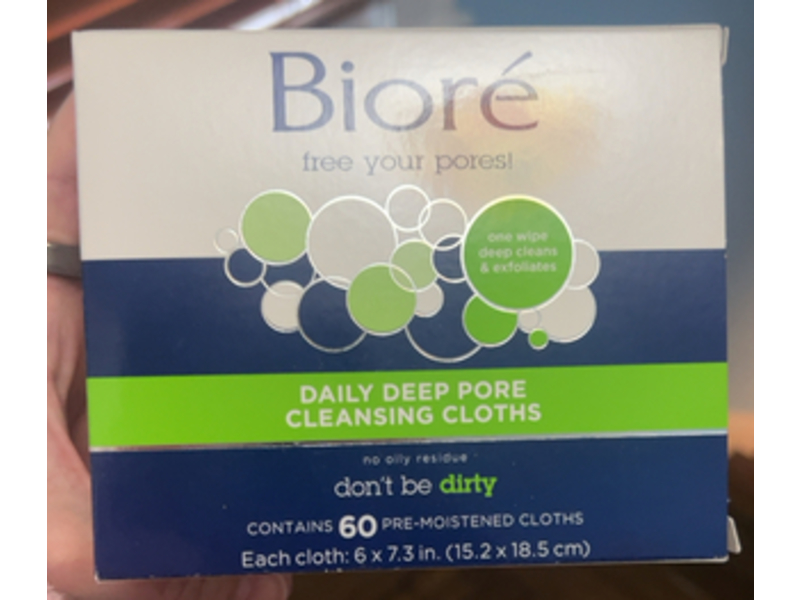 Bioré
free your pores!
one wipe
deep cleans
& exfoliates
DAILY DEEP PORE
CLEANSING CLOTHS
no oily residue
don't be dirty
CONTAINS 60 PRE-MOISTENED CLOTHS
Each cloth: 6 x 7.3 in. (15.2 x 18.5 cm)